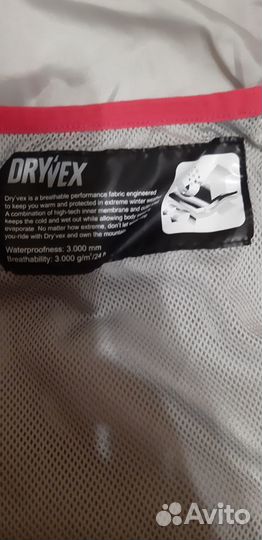 DRY'VEX
Dry'vex is a breathable performance fabric engineered
to keep you warm and protected in extreme winter
A combination of high-tech inner membrane and
keeps the cold and wet out while allowing body
evaporate. No matter how extreme, don't let
you-ride with Dry'vex and own the mountain
Waterproofness: 3.000 mm
Breathability: 3.000 g/m²/24 h
Avito